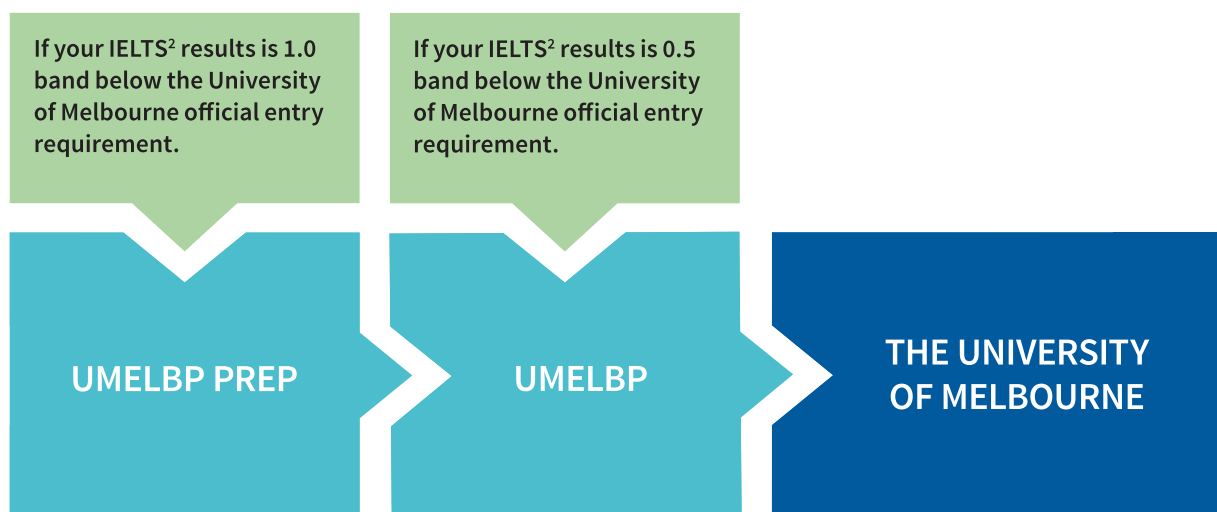 If your IELTS² results is 1.0
band below the University
of Melbourne official entry
requirement.
If your IELTS² results is 0.5
band below the University
of Melbourne official entry
requirement.
UMELBP PREP
UMELBP
THE UNIVERSITY
OF MELBOURNE